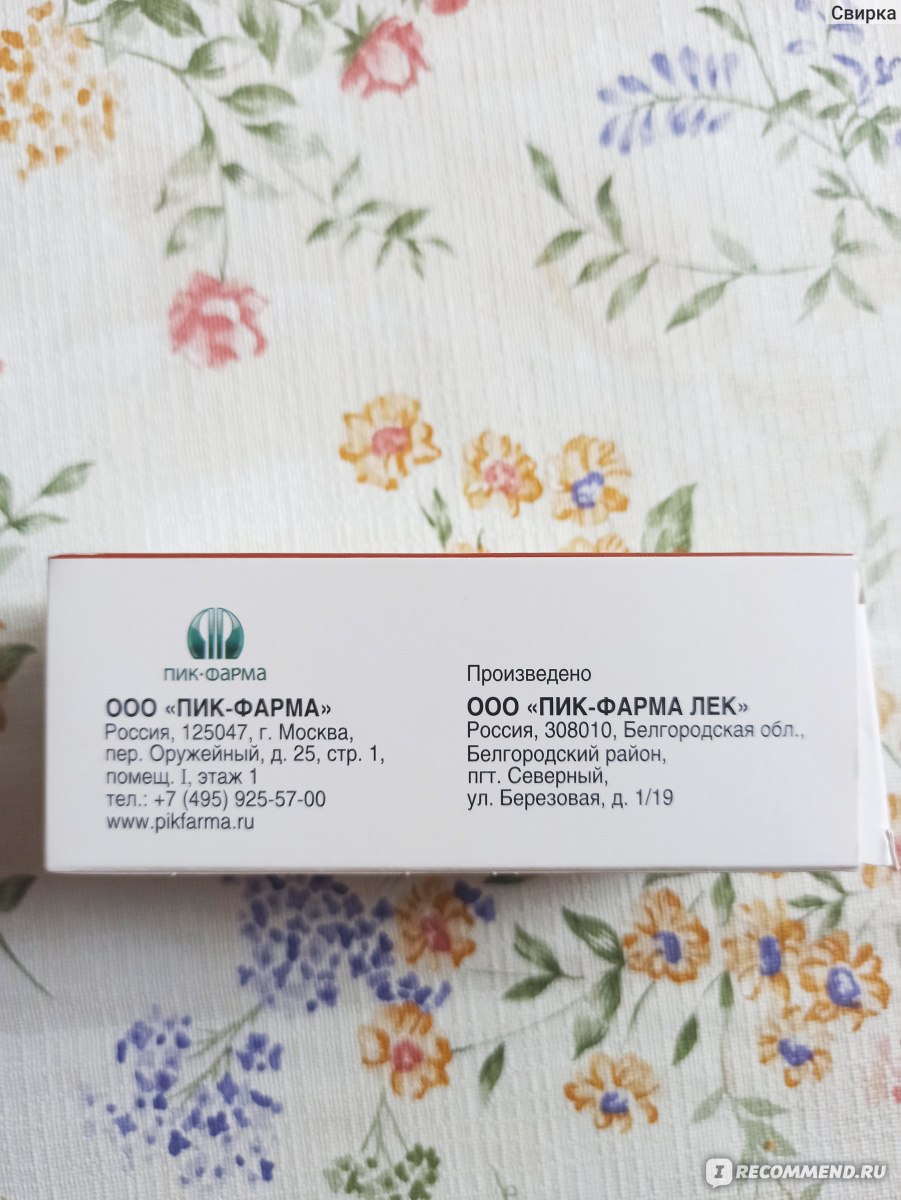 Свирка
ПИК-ФАРМА
ООО «ПИК-ФАРМА»
Россия, 125047, г. Москва,
пер. Оружейный, д. 25, стр. 1,
помещ. I, этаж 1
тел.: +7 (495) 925-57-00
www.pikfarma.ru
Произведено
ООО «ПИК-ФАРМА ЛЕК»
Россия, 308010, Белгородская обл.,
Белгородский район,
пгт. Северный,
ул. Березовая, д. 1/19
I RECOMMEND.RU